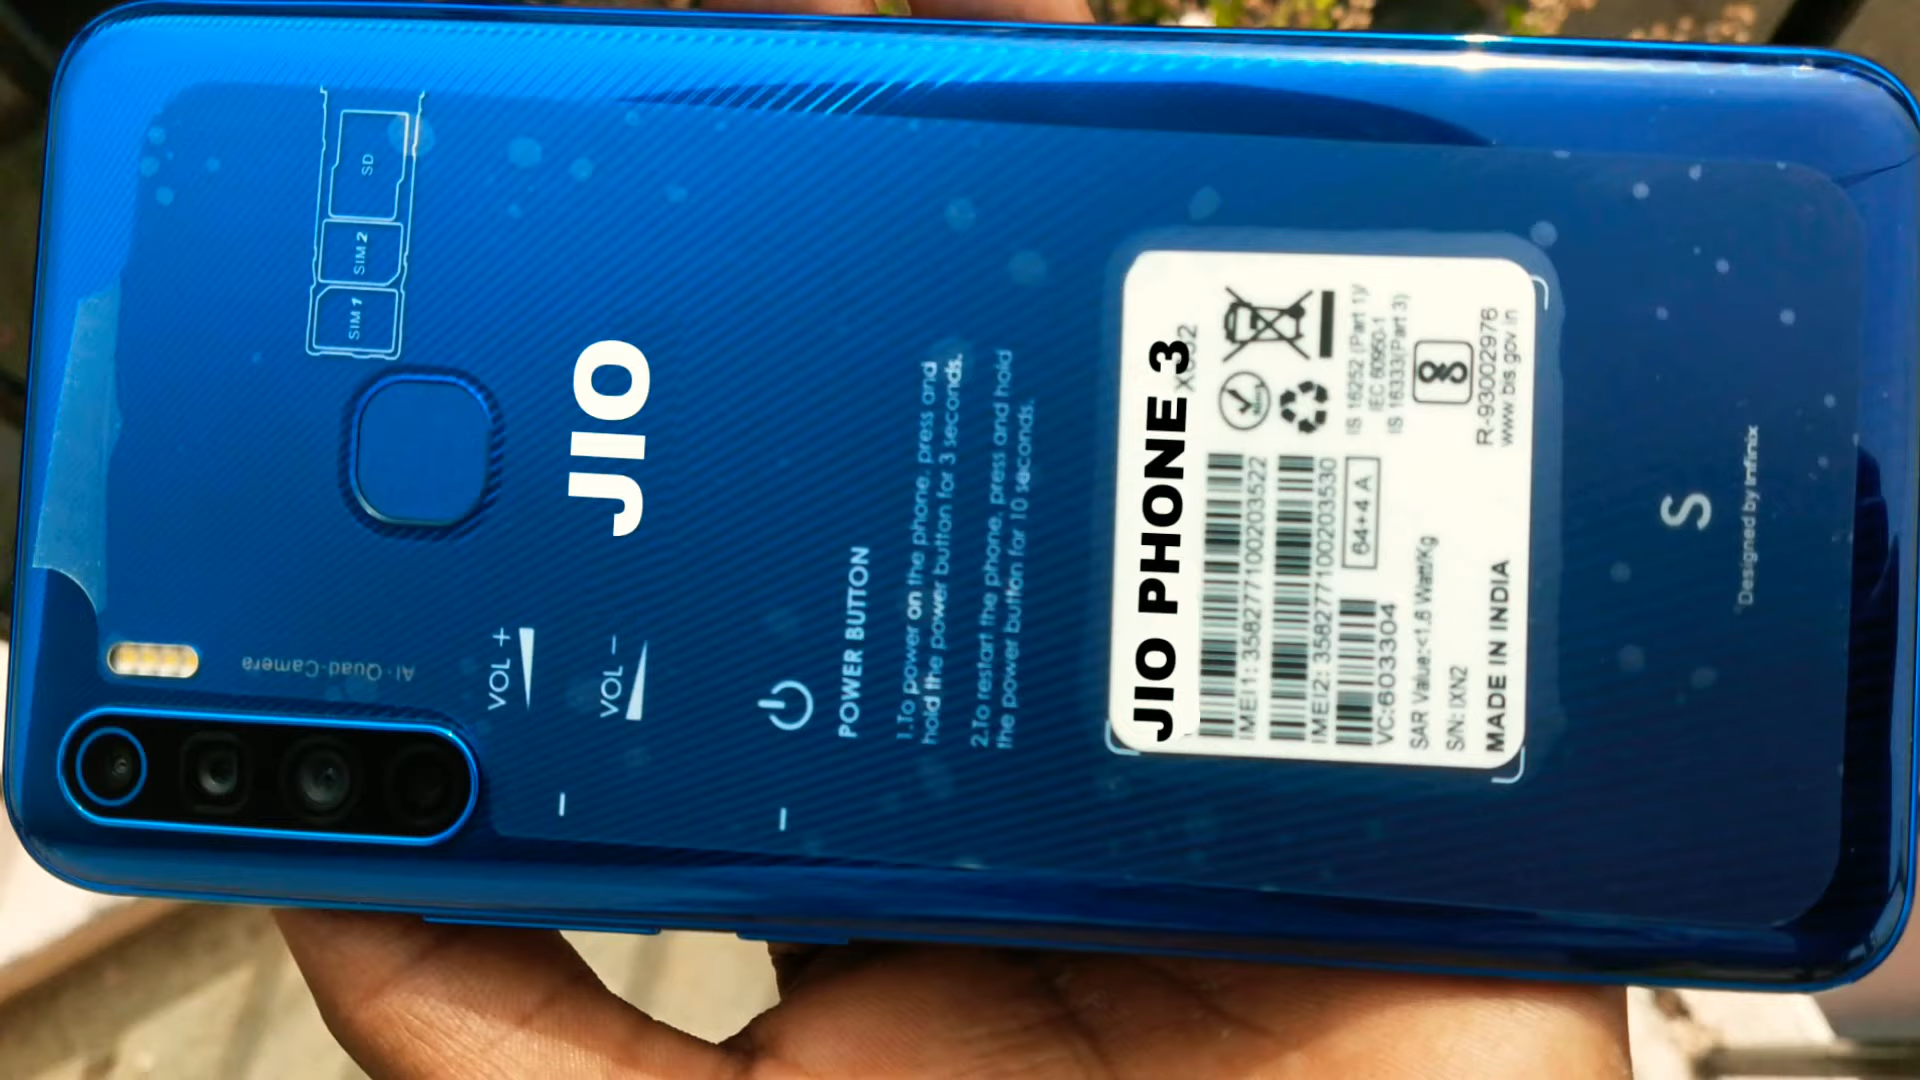 SIM 1 SIM 2 SD
AI·Quad-Camera
VOL +
JIO
VOL −
POWER BUTTON
1.To power on the phone, press and
hold the power button for 3 seconds.
2.To restart the phone, press and hold
the power button for 10 seconds.
JIO PHONE 3
IMEI1: 358277100203522
IMEI2: 358277100203530
64+4 A
VC:603304
SAR Value:<1.6 Watt/Kg
S/N: IXN2
MADE IN INDIA
IS 16252 (Part 1)/
IEC 60950-1
IS 16333(Part 3)
R-93002976
www.bis.gov.in
S
Designed by Infinix